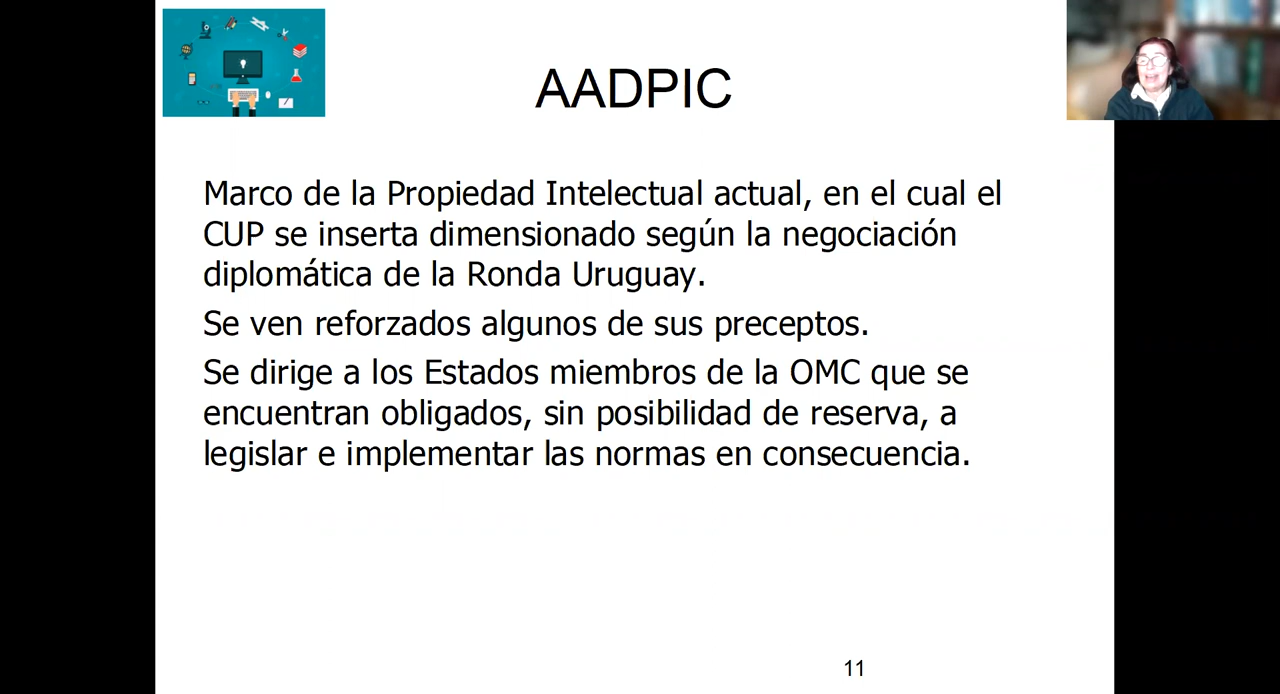 AADPIC
Marco de la Propiedad Intelectual actual, en el cual el
CUP se inserta dimensionado según la negociación
diplomática de la Ronda Uruguay.
Se ven reforzados algunos de sus preceptos.
Se dirige a los Estados miembros de la OMC que se
encuentran obligados, sin posibilidad de reserva, a
legislar e implementar las normas en consecuencia.
11